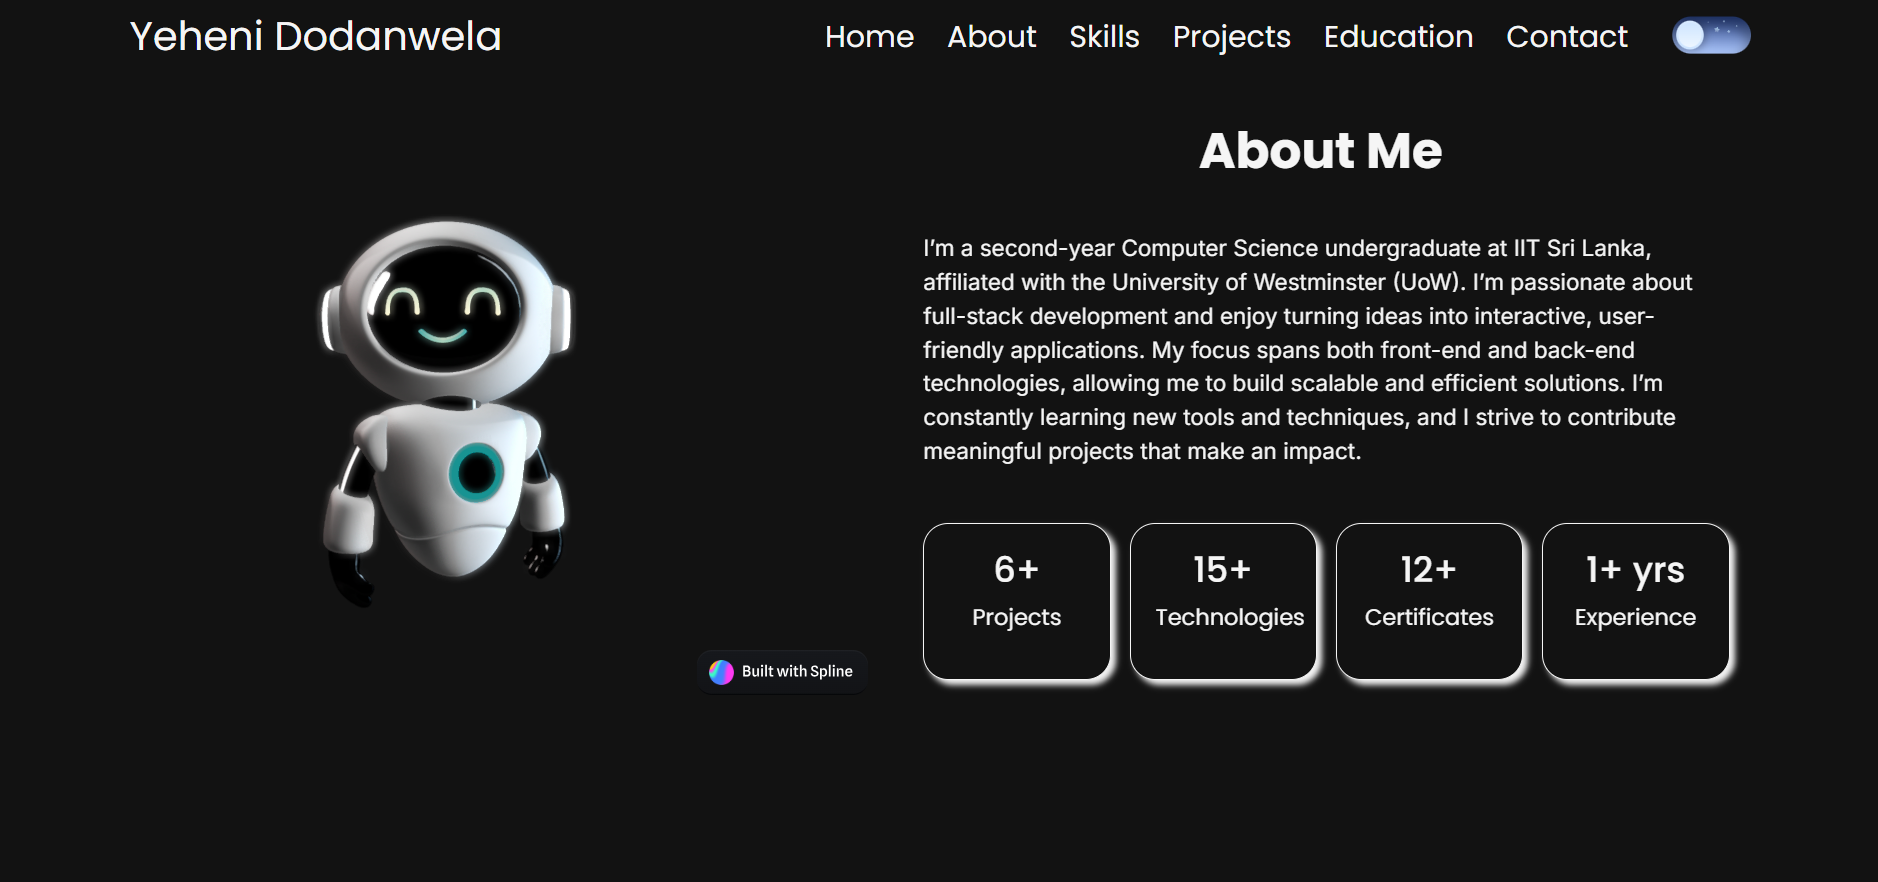 Yeheni Dodanwela
Home About Skills Projects Education Contact
About Me
I’m a second-year Computer Science undergraduate at IIT Sri Lanka,
affiliated with the University of Westminster (UoW). I’m passionate about
full-stack development and enjoy turning ideas into interactive, user-
friendly applications. My focus spans both front-end and back-end
technologies, allowing me to build scalable and efficient solutions. I’m
constantly learning new tools and techniques, and I strive to contribute
meaningful projects that make an impact.
6+
Projects
15+
Technologies
12+
Certificates
1+ yrs
Experience
Built with Spline